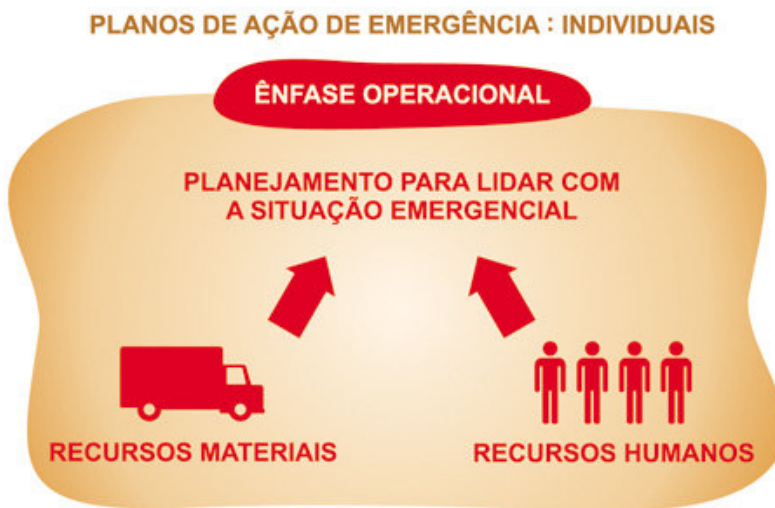 PLANOS DE AÇÃO DE EMERGÊNCIA : INDIVIDUAIS
ÊNFASE OPERACIONAL
PLANEJAMENTO PARA LIDAR COM
A SITUAÇÃO EMERGENCIAL
RECURSOS MATERIAIS
RECURSOS HUMANOS